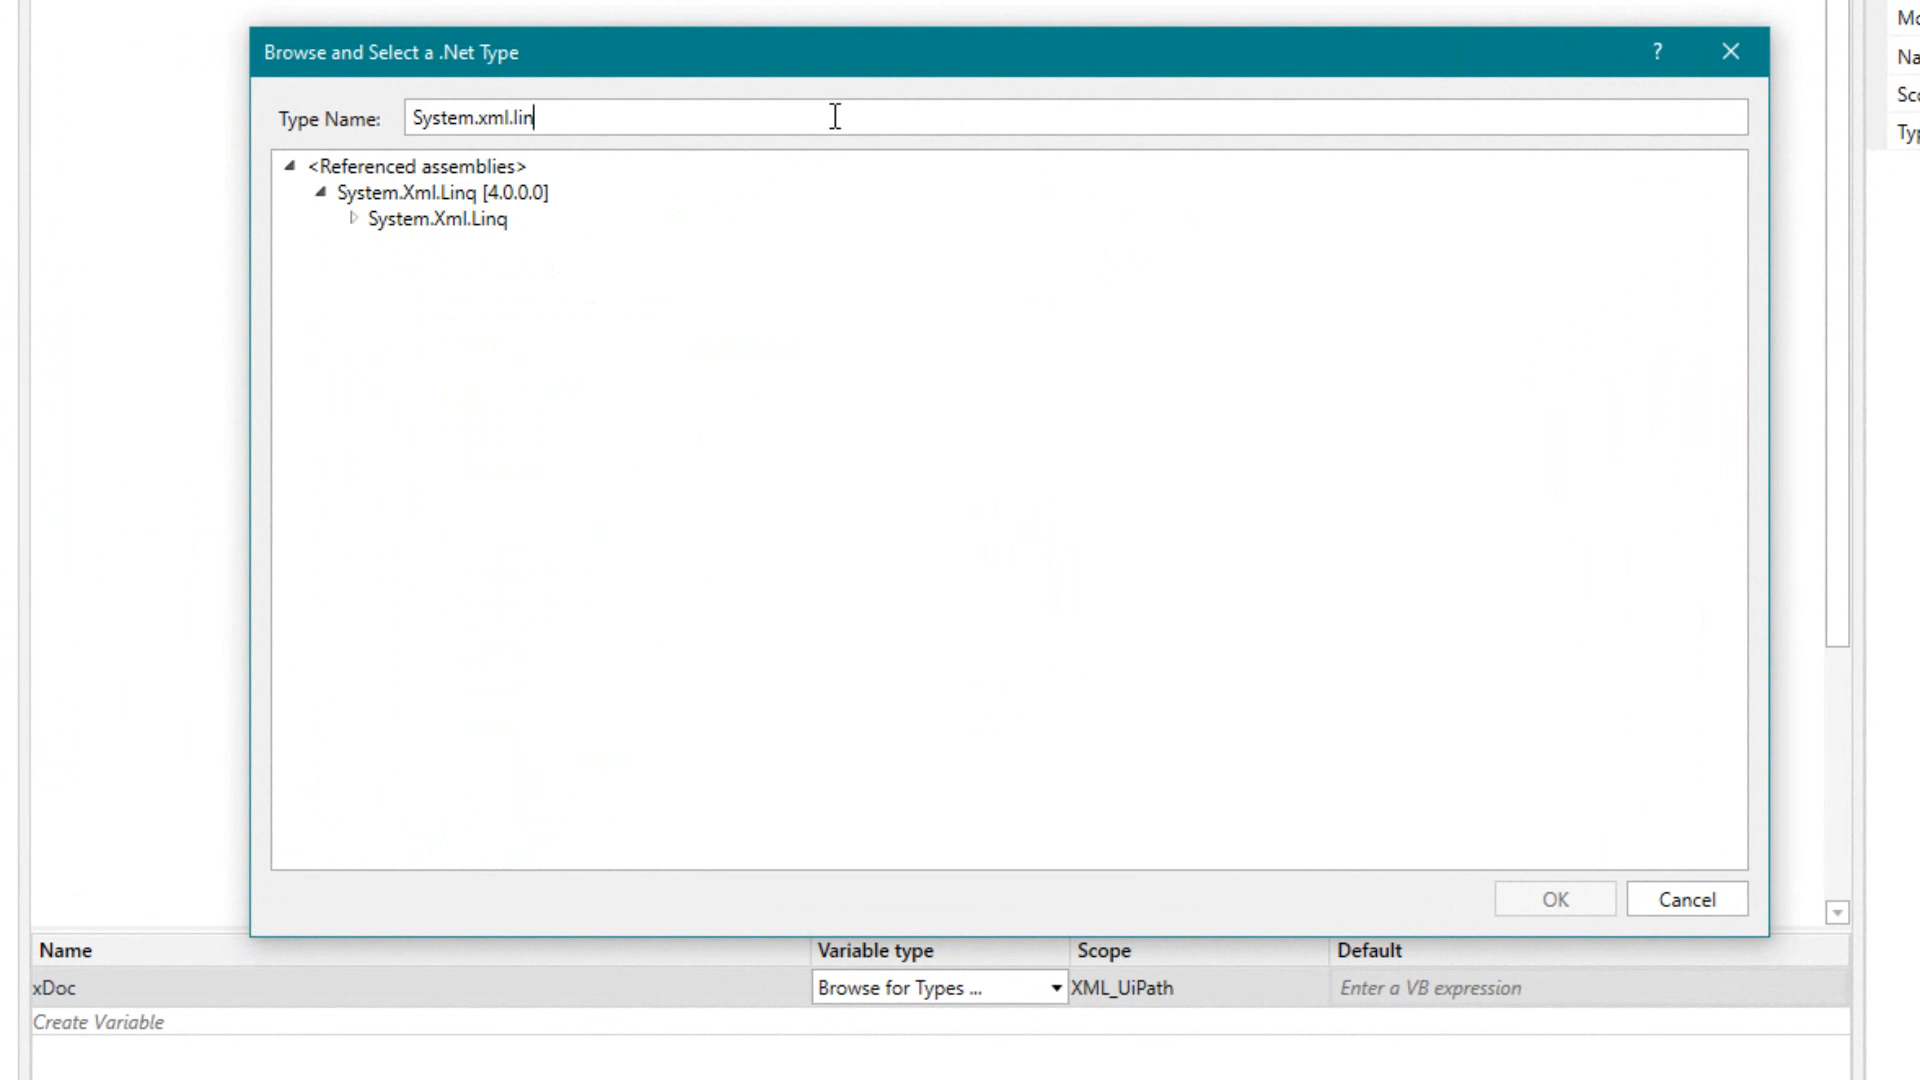 Browse and Select a .Net Type
?
Type Name: System.xml.lin
<Referenced assemblies>
System.Xml.Linq [4.0.0.0]
System.Xml.Linq
OK Cancel
Name Variable type Scope Default
xDoc Browse for Types ... XML_UiPath Enter a VB expression
Create Variable